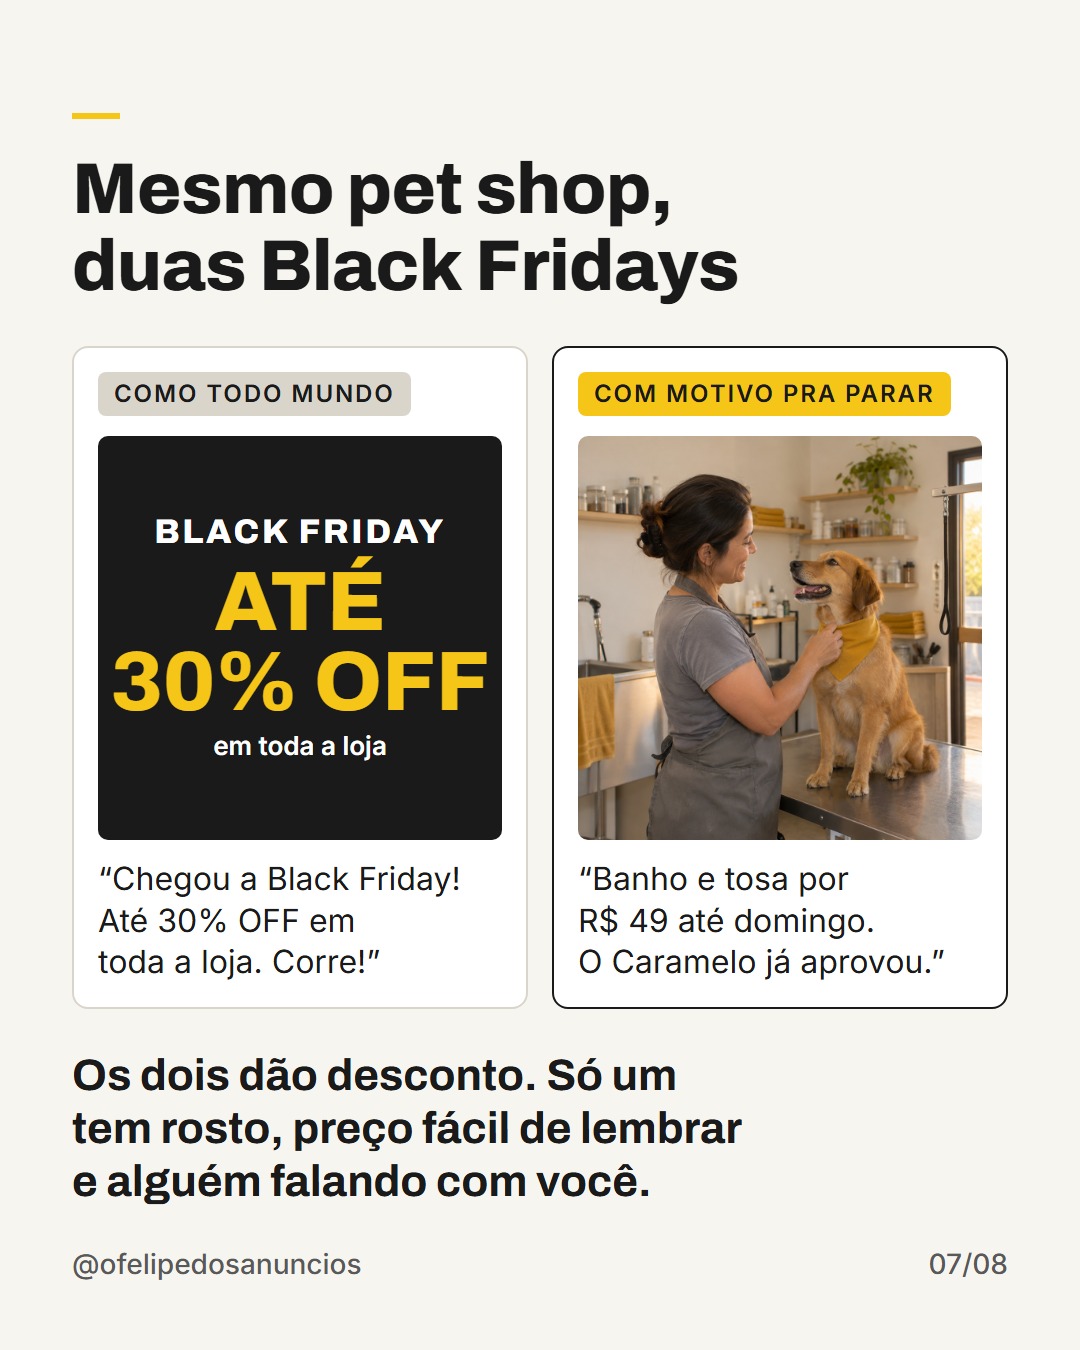 Mesmo pet shop,
duas Black Fridays
COMO TODO MUNDO
BLACK FRIDAY
ATÉ
30% OFF
em toda a loja
“Chegou a Black Friday!
Até 30% OFF em
toda a loja. Corre!”
COM MOTIVO PRA PARAR
“Banho e tosa por
R$ 49 até domingo.
O Caramelo já aprovou.”
Os dois dão desconto. Só um
tem rosto, preço fácil de lembrar
e alguém falando com você.
@ofelipedosanuncios
07/08